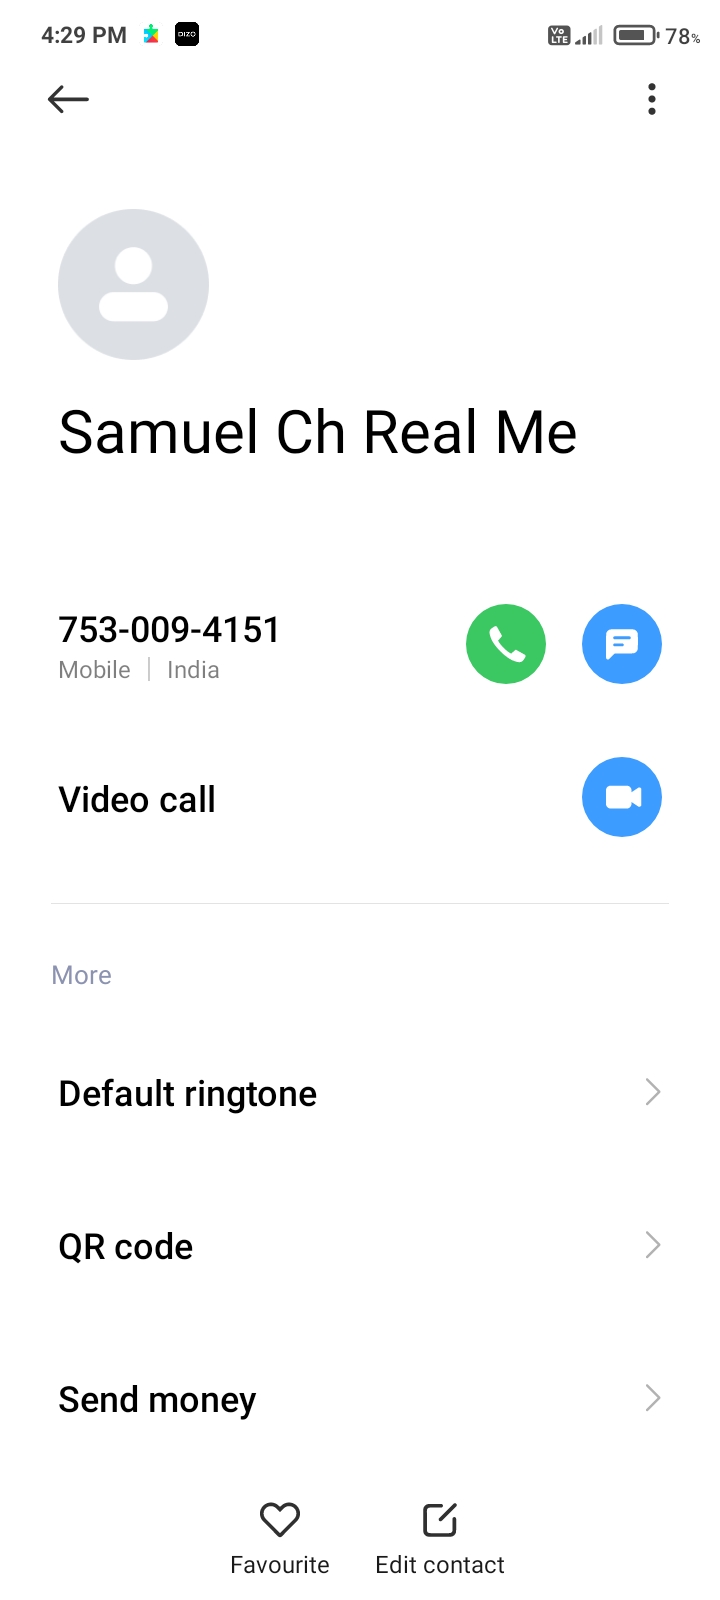 4:29 PM DIZO Vo LTE 78%
Samuel Ch Real Me
753-009-4151
Mobile | India
Video call
More
Default ringtone
QR code
Send money
Favourite Edit contact